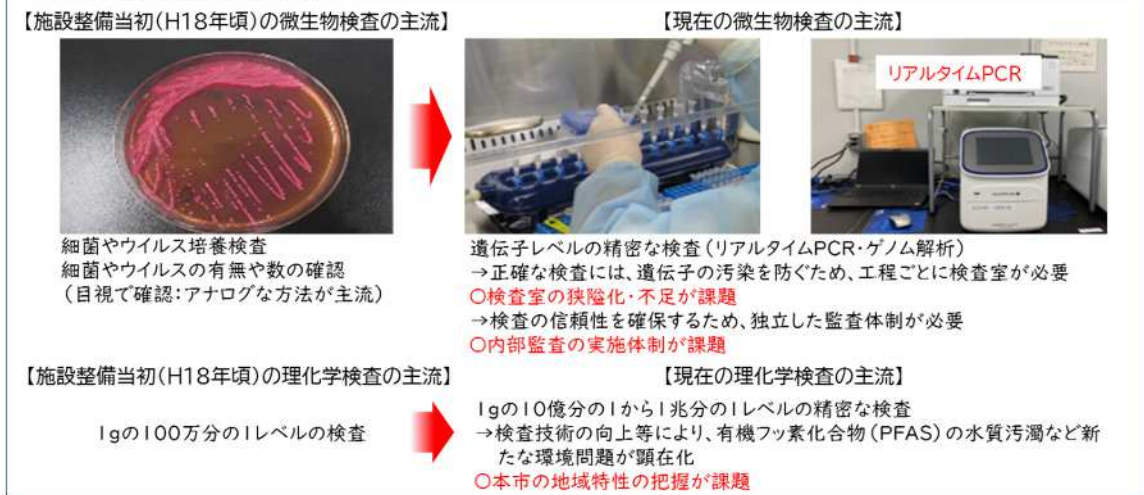 【施設整備当初(H18年頃)の微生物検査の主流】
【現在の微生物検査の主流】
リアルタイムPCR
細菌やウイルス培養検査
細菌やウイルスの有無や数の確認
(目視で確認:アナログな方法が主流)
遺伝子レベルの精密な検査(リアルタイムPCR・ゲノム解析)
→正確な検査には、遺伝子の汚染を防ぐため、工程ごとに検査室が必要
○検査室の狭隘化・不足が課題
→検査の信頼性を確保するため、独立した監査体制が必要
○内部監査の実施体制が課題
【施設整備当初(H18年頃)の理化学検査の主流】
【現在の理化学検査の主流】
1gの100万分の1レベルの検査
1gの10億分の1から1兆分の1レベルの精密な検査
→検査技術の向上等により、有機フッ素化合物(PFAS)の水質汚濁など新
たな環境問題が顕在化
○本市の地域特性の把握が課題